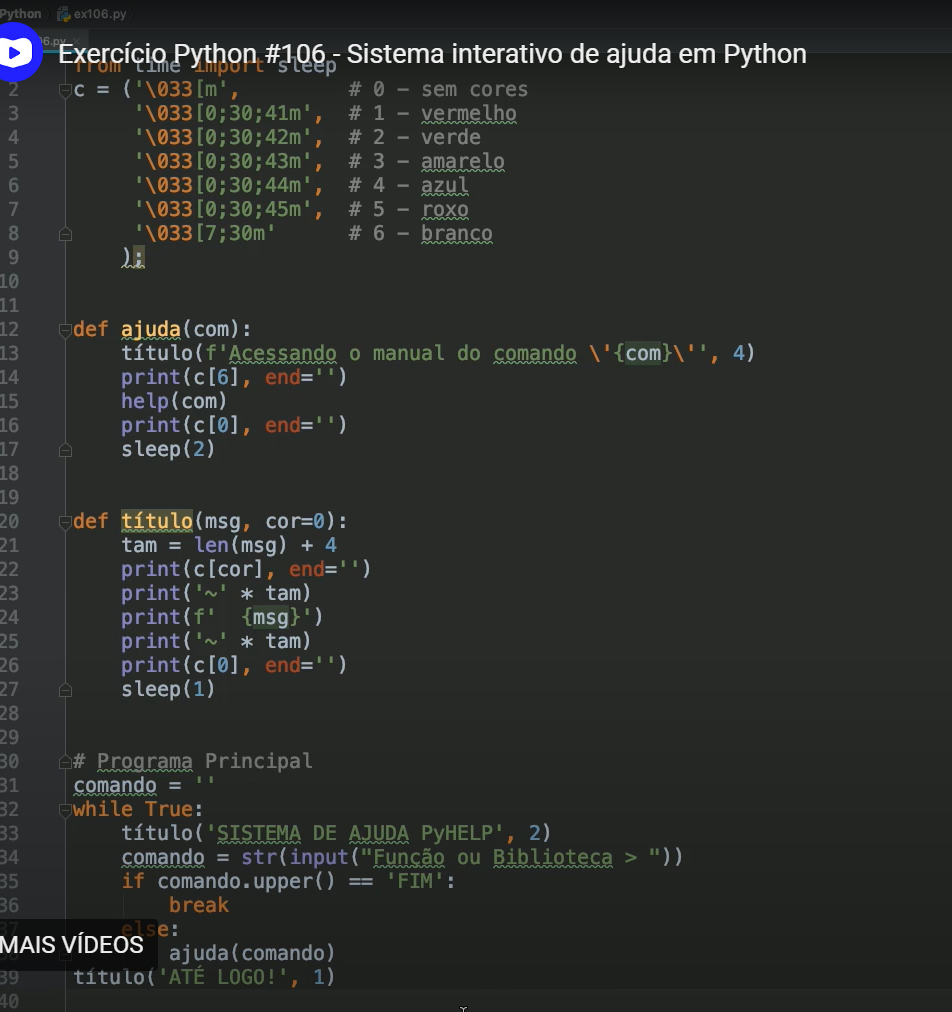 Python ex106.py
06.py
Exercício Python #106 - Sistema interativo de ajuda em Python
from time import sleep
2 c = ('\033[m', # 0 – sem cores
3 '\033[0;30;41m', # 1 – vermelho
4 '\033[0;30;42m', # 2 – verde
5 '\033[0;30;43m', # 3 – amarelo
6 '\033[0;30;44m', # 4 – azul
7 '\033[0;30;45m', # 5 – roxo
8 '\033[7;30m' # 6 – branco
9 );
10
11
12 def ajuda(com):
13 título(f'Acessando o manual do comando \'{com}\'', 4)
14 print(c[6], end='')
15 help(com)
16 print(c[0], end='')
17 sleep(2)
18
19
20 def título(msg, cor=0):
21 tam = len(msg) + 4
22 print(c[cor], end='')
23 print('~' * tam)
24 print(f'  {msg}')
25 print('~' * tam)
26 print(c[0], end='')
27 sleep(1)
28
29
30 # Programa Principal
31 comando = ''
32 while True:
33 título('SISTEMA DE AJUDA PyHELP', 2)
34 comando = str(input("Função ou Biblioteca > "))
35 if comando.upper() == 'FIM':
36 break
37 else:
MAIS VÍDEOS
ajuda(comando)
39 título('ATÉ LOGO!', 1)
40